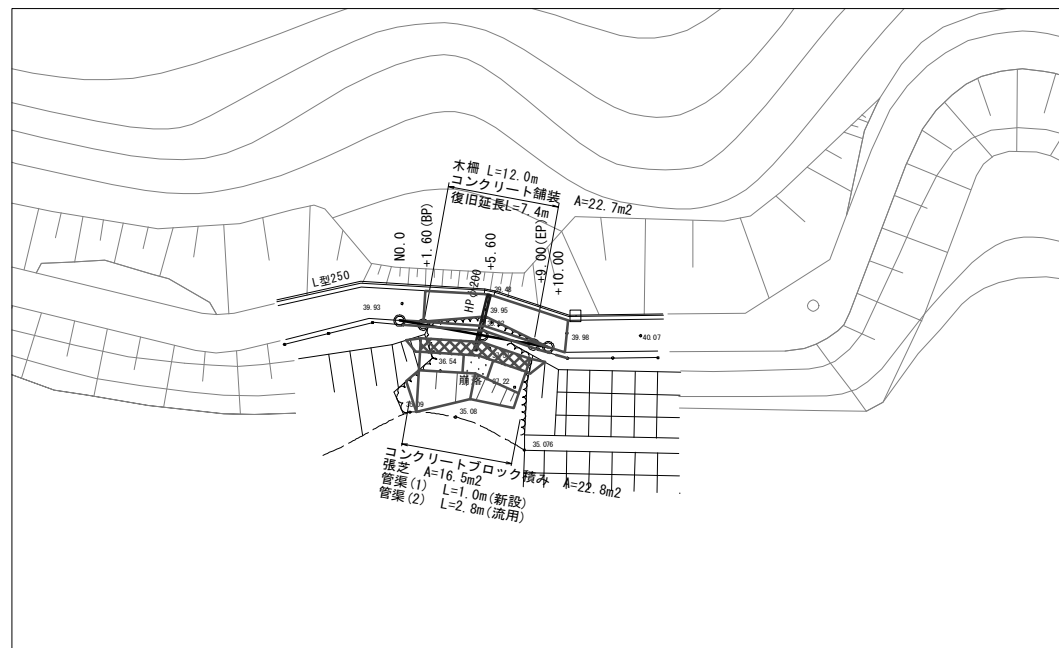 木柵 L=12.0m
コンクリート舗装 A=22.7m2
復旧延長L=7.4m
NO.0
+1.60(BP)
+5.60
+9.00(EP)
+10.00
L型250
HPφ200
39.48
39.93
39.95
39.98
40.07
36.54
崩落
35.08
35.076
コンクリートブロック積み A=22.8m2
張芝 A=16.5m2
管渠(1) L=1.0m(新設)
管渠(2) L=2.8m(流用)